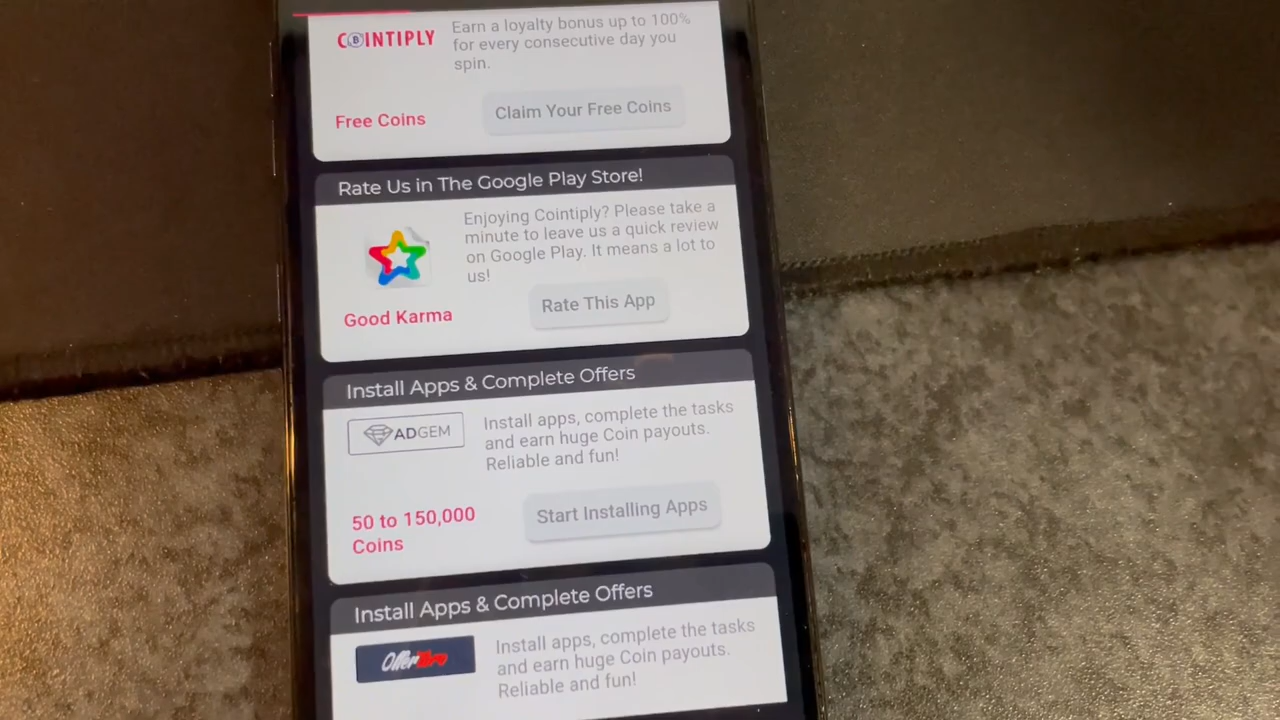 COINTIPLY
Earn a loyalty bonus up to 100%
for every consecutive day you
spin.
Free Coins
Claim Your Free Coins
Rate Us in The Google Play Store!
Enjoying Cointiply? Please take a
minute to leave us a quick review
on Google Play. It means a lot to
us!
Good Karma
Rate This App
Install Apps & Complete Offers
ADGEM
Install apps, complete the tasks
and earn huge Coin payouts.
Reliable and fun!
50 to 150,000
Coins
Start Installing Apps
Install Apps & Complete Offers
OfferToro
Install apps, complete the tasks
and earn huge Coin payouts.
Reliable and fun!